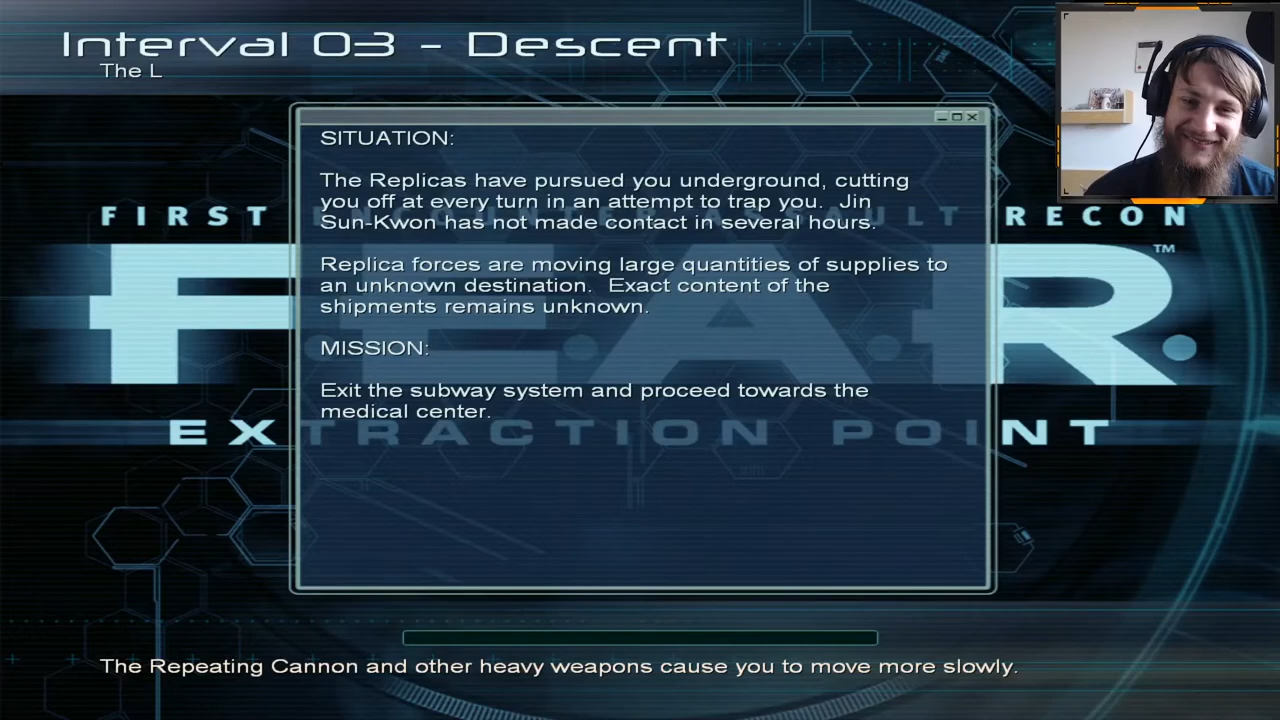 Interval 03 - Descent
The L
SITUATION:
The Replicas have pursued you underground, cutting
you off at every turn in an attempt to trap you. Jin
Sun-Kwon has not made contact in several hours.
Replica forces are moving large quantities of supplies to
an unknown destination. Exact content of the
shipments remains unknown.
MISSION:
Exit the subway system and proceed towards the
medical center.
FIRST ENCOUNTER ASSAULT RECON
F.E.A.R.™
EXTRACTION POINT
The Repeating Cannon and other heavy weapons cause you to move more slowly.